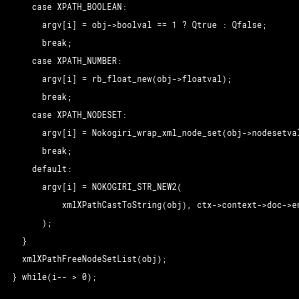 case XPATH_BOOLEAN:
argv[i] = obj->boolval == 1 ? Qtrue : Qfalse;
break;
case XPATH_NUMBER:
argv[i] = rb_float_new(obj->floatval);
break;
case XPATH_NODESET:
argv[i] = Nokogiri_wrap_xml_node_set(obj->nodesetval
break;
default:
argv[i] = NOKOGIRI_STR_NEW2(
xmlXPathCastToString(obj), ctx->context->doc->en
);
}
xmlXPathFreeNodeSetList(obj);
} while(i-- > 0);